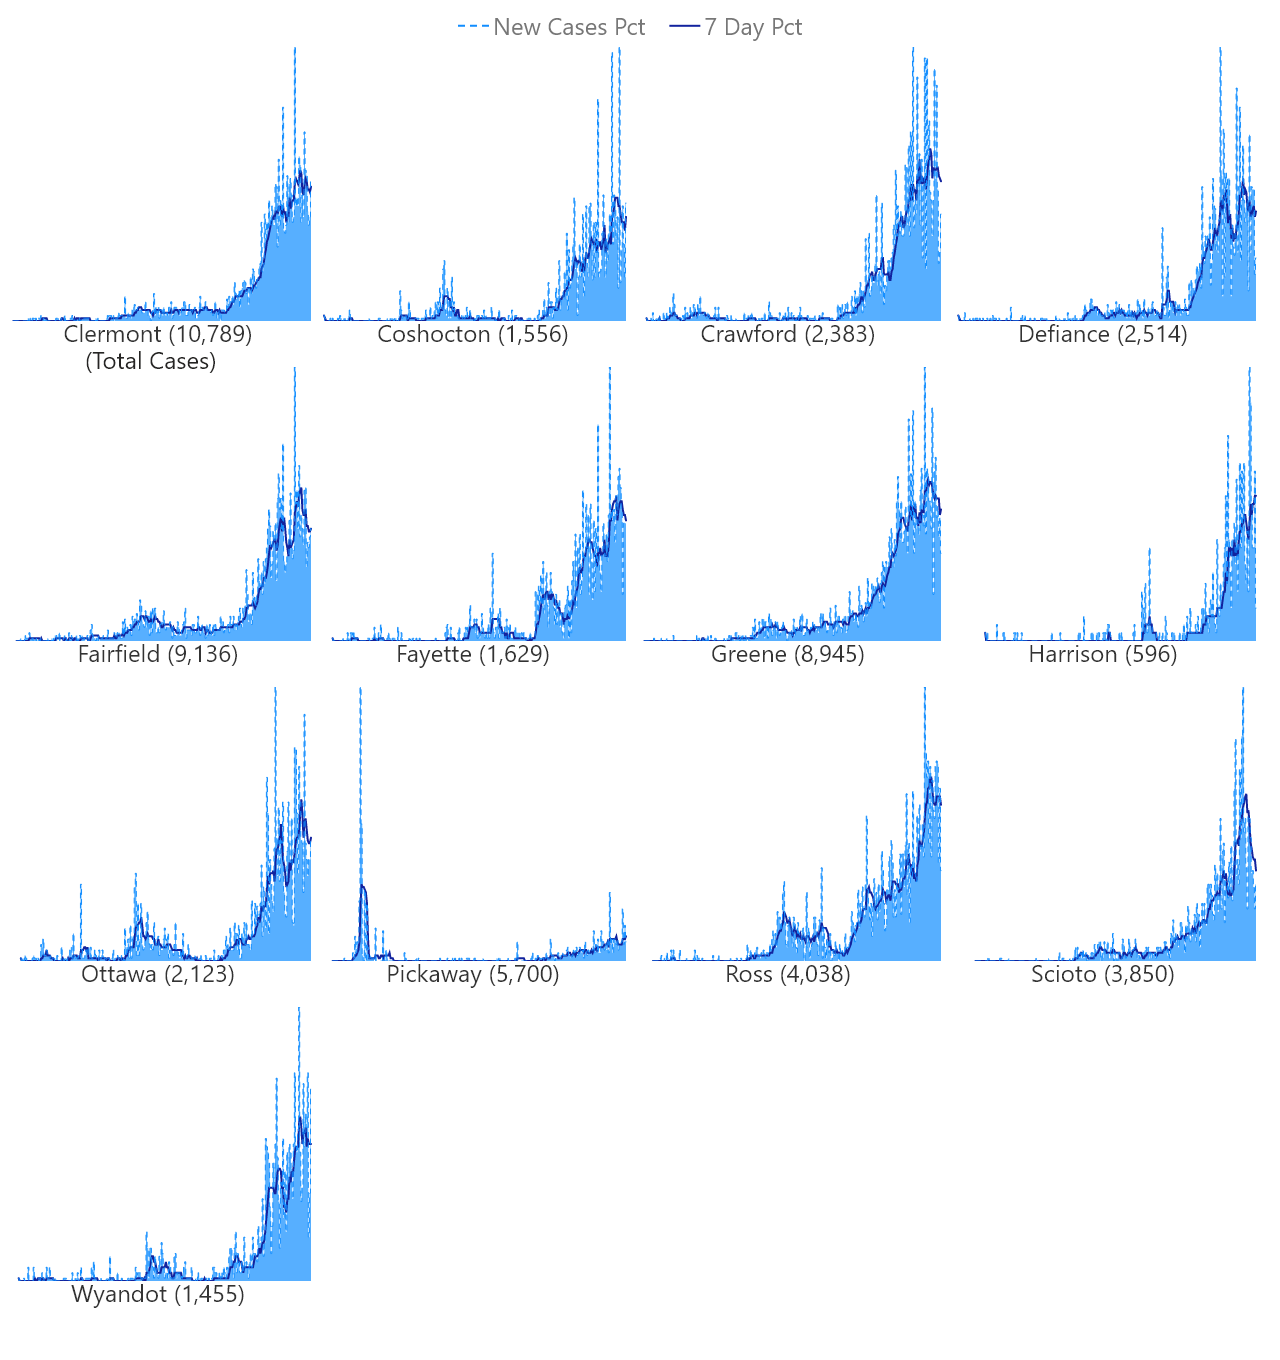 New Cases Pct 7 Day Pct
Clermont (10,789) Coshocton (1,556) Crawford (2,383) Defiance (2,514)
(Total Cases)
Fairfield (9,136) Fayette (1,629) Greene (8,945) Harrison (596)
Ottawa (2,123) Pickaway (5,700) Ross (4,038) Scioto (3,850)
Wyandot (1,455)